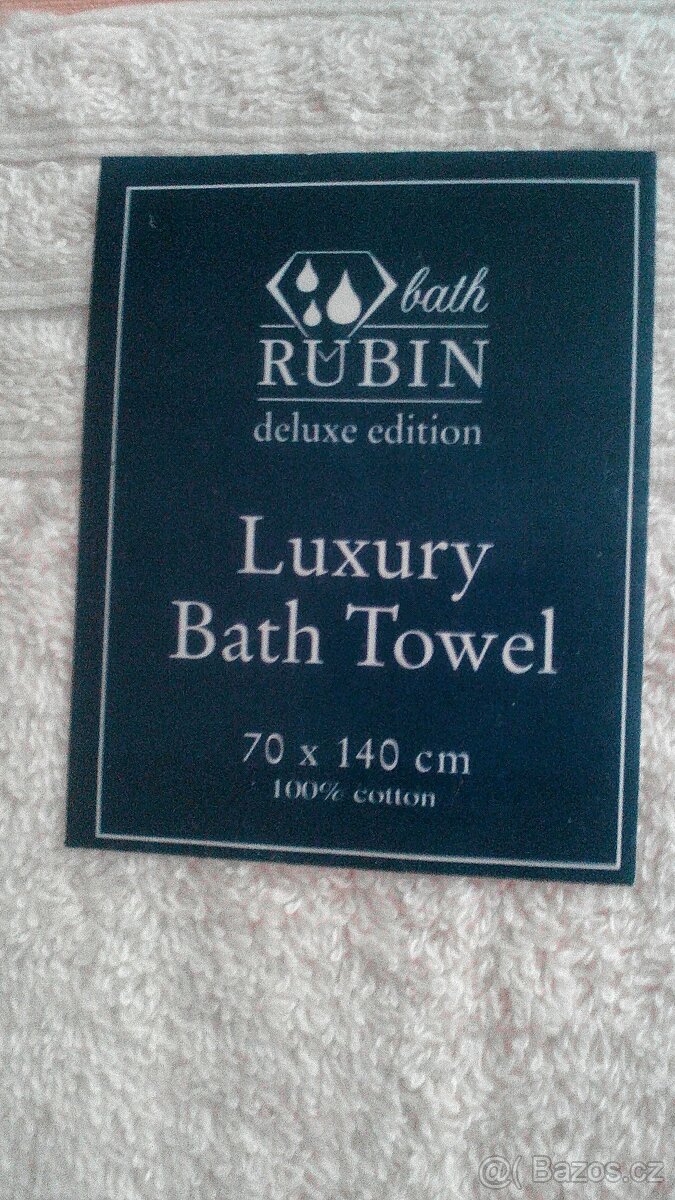 bath
RUBIN
deluxe edition
Luxury
Bath Towel
70 x 140 cm
100% cotton
@( Bazos.cz